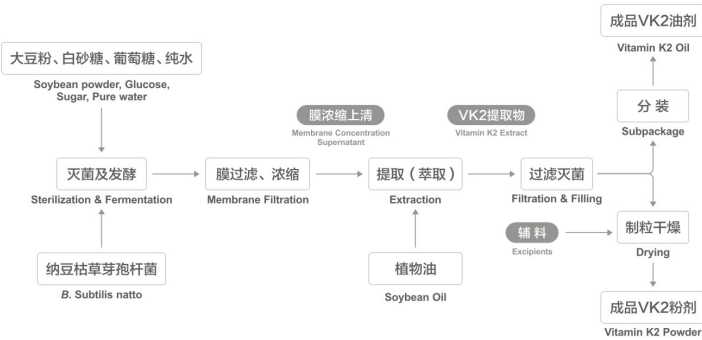 大豆粉、白砂糖、葡萄糖、纯水
Soybean powder, Glucose,
Sugar, Pure water
灭菌及发酵
Sterilization & Fermentation
纳豆枯草芽孢杆菌
B. Subtilis natto
膜过滤、浓缩
Membrane Filtration
膜浓缩上清
Membrane Concentration
Supernatant
提取（萃取）
Extraction
植物油
Soybean Oil
VK2提取物
Vitamin K2 Extract
过滤灭菌
Filtration & Filling
成品VK2油剂
Vitamin K2 Oil
分 装
Subpackage
辅 料
Excipients
制粒干燥
Drying
成品VK2粉剂
Vitamin K2 Powder